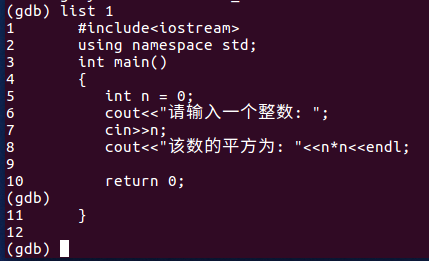 (gdb) list 1
1 #include<iostream>
2 using namespace std;
3 int main()
4 {
5 int n = 0;
6 cout<<"请输入一个整数: ";
7 cin>>n;
8 cout<<"该数的平方为: "<<n*n<<endl;
9
10 return 0;
(gdb)
11 }
12
(gdb)